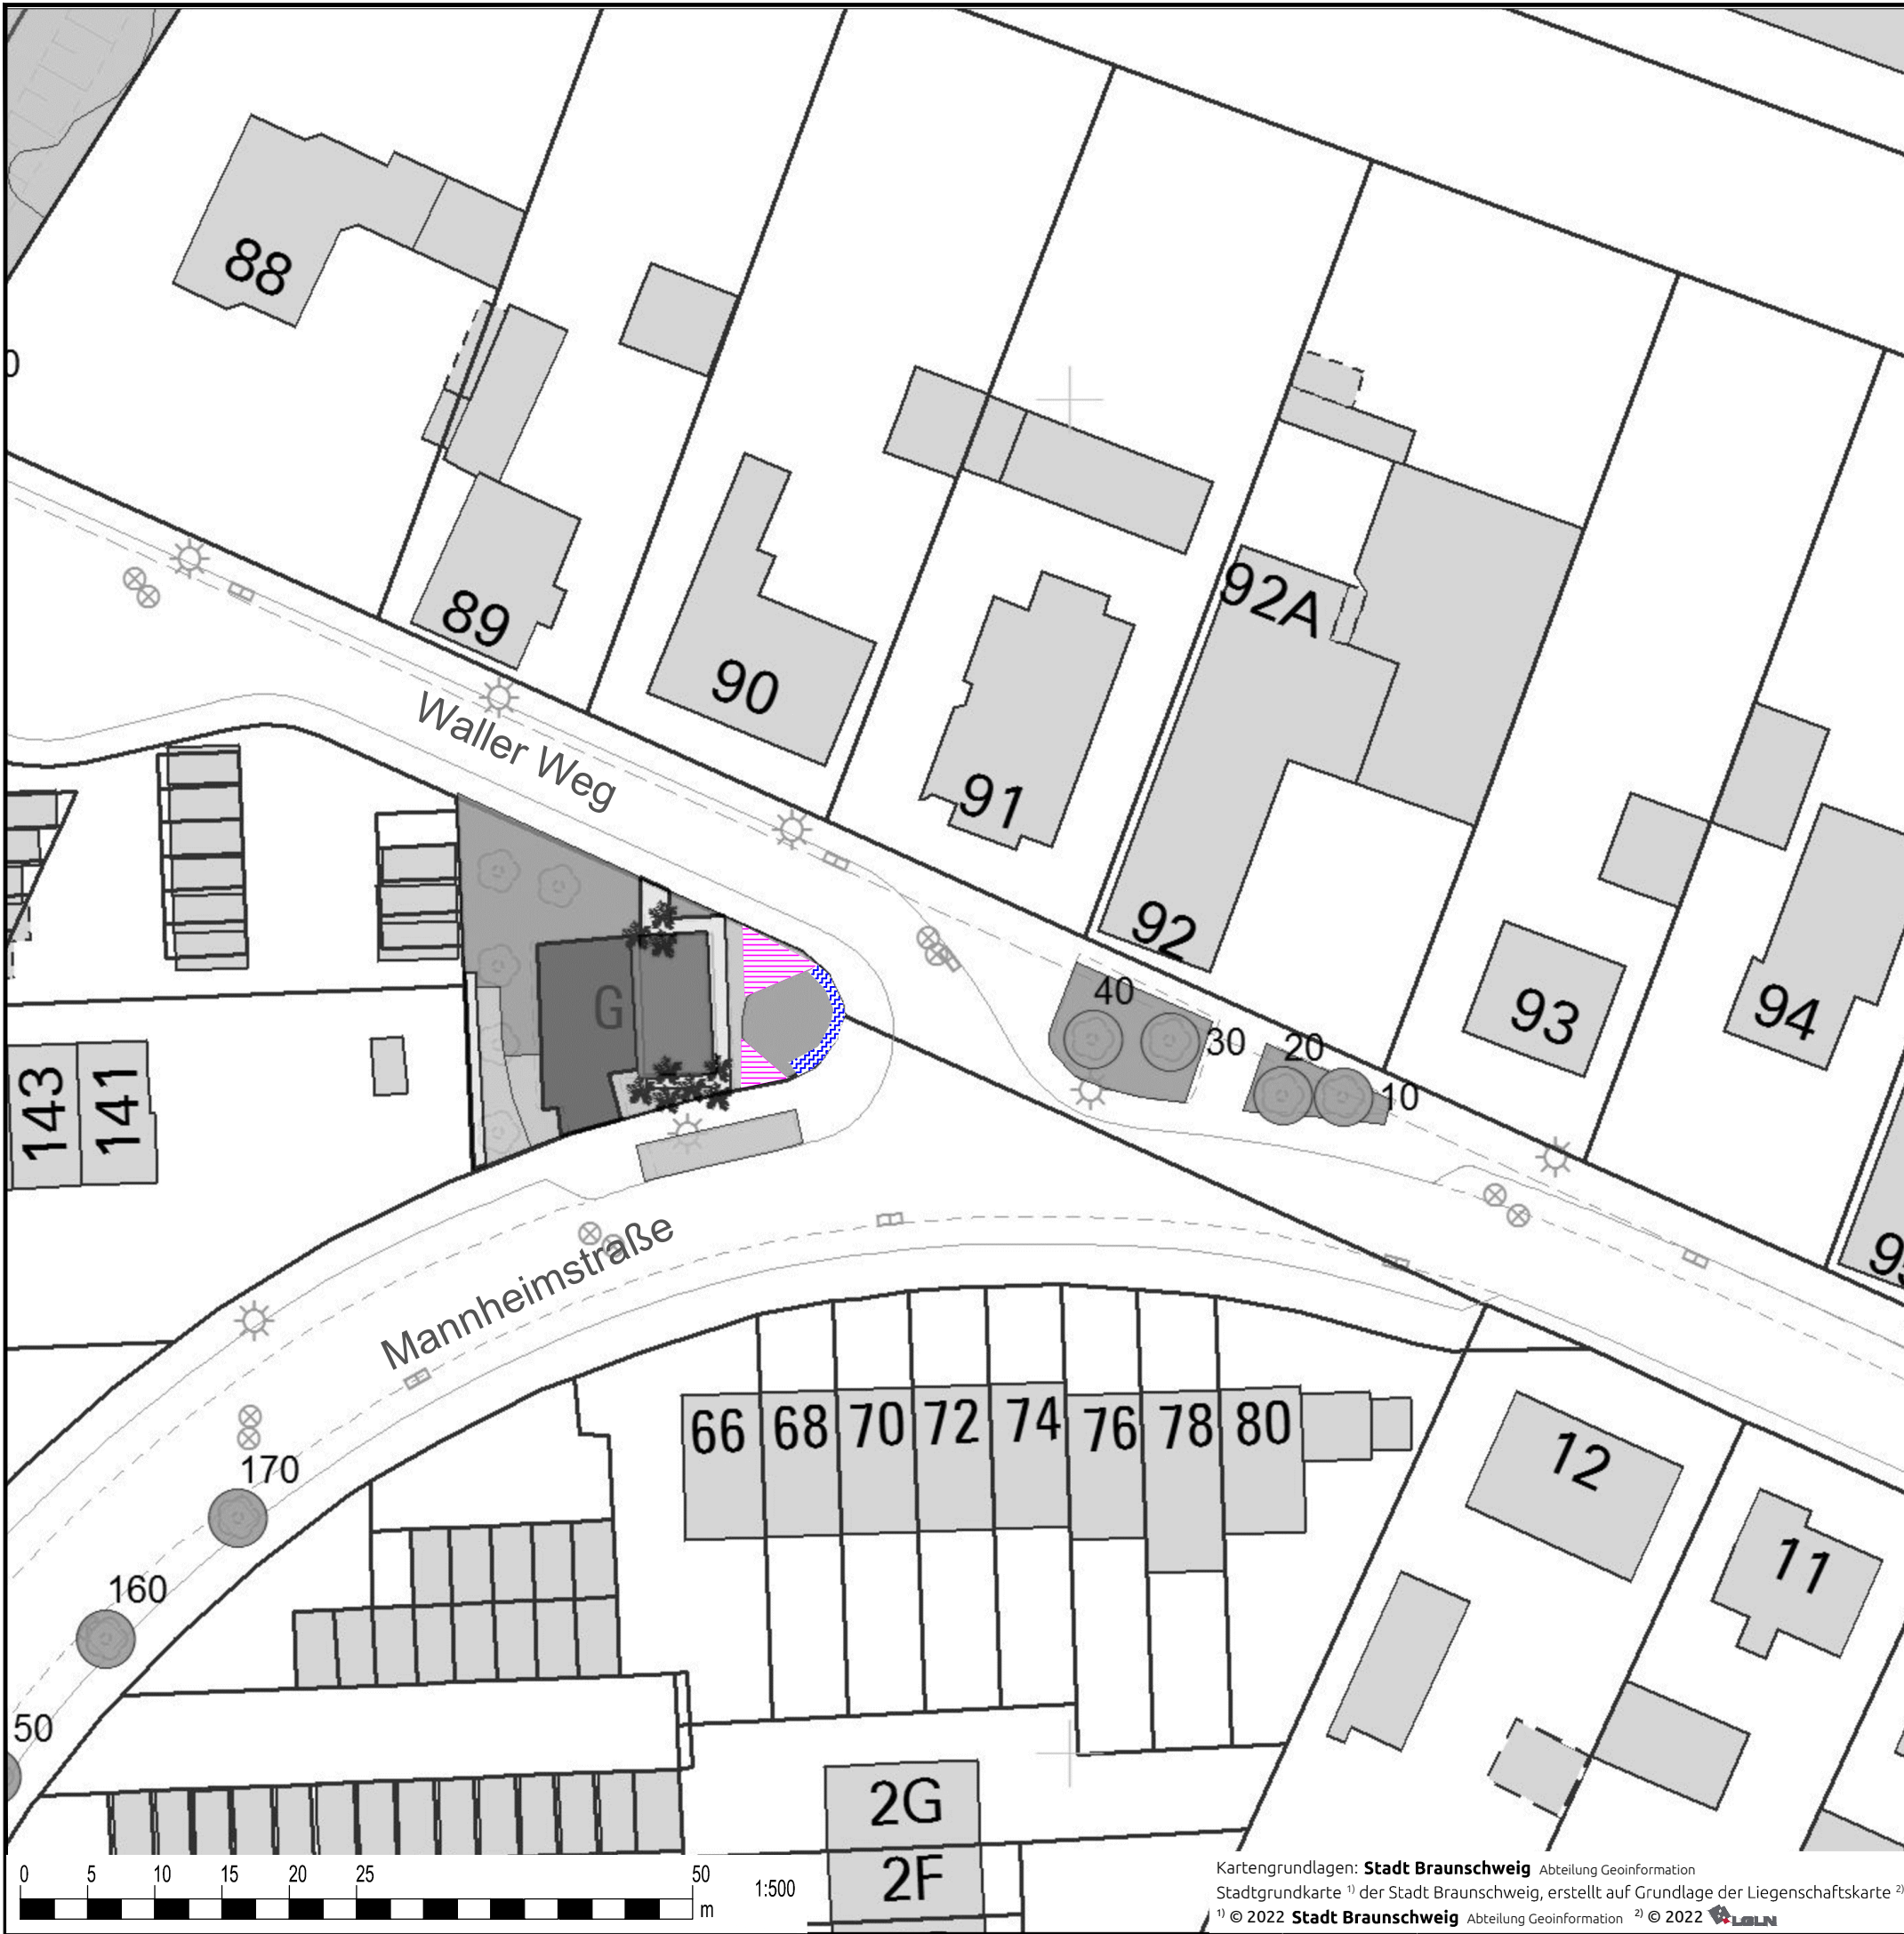 88
0
89
90
91
92A
92
93
94
Waller Weg
G
40
30
20
10
143
141
Mannheimstraße
66 68 70 72 74 76 78 80
12
11
170
160
50
2G
2F
0 5 10 15 20 25 50
m
1:500
Kartengrundlagen: Stadt Braunschweig Abteilung Geoinformation
Stadtgrundkarte 1) der Stadt Braunschweig, erstellt auf Grundlage der Liegenschaftskarte 2)
1) © 2022 Stadt Braunschweig Abteilung Geoinformation 2) © 2022 LGLN